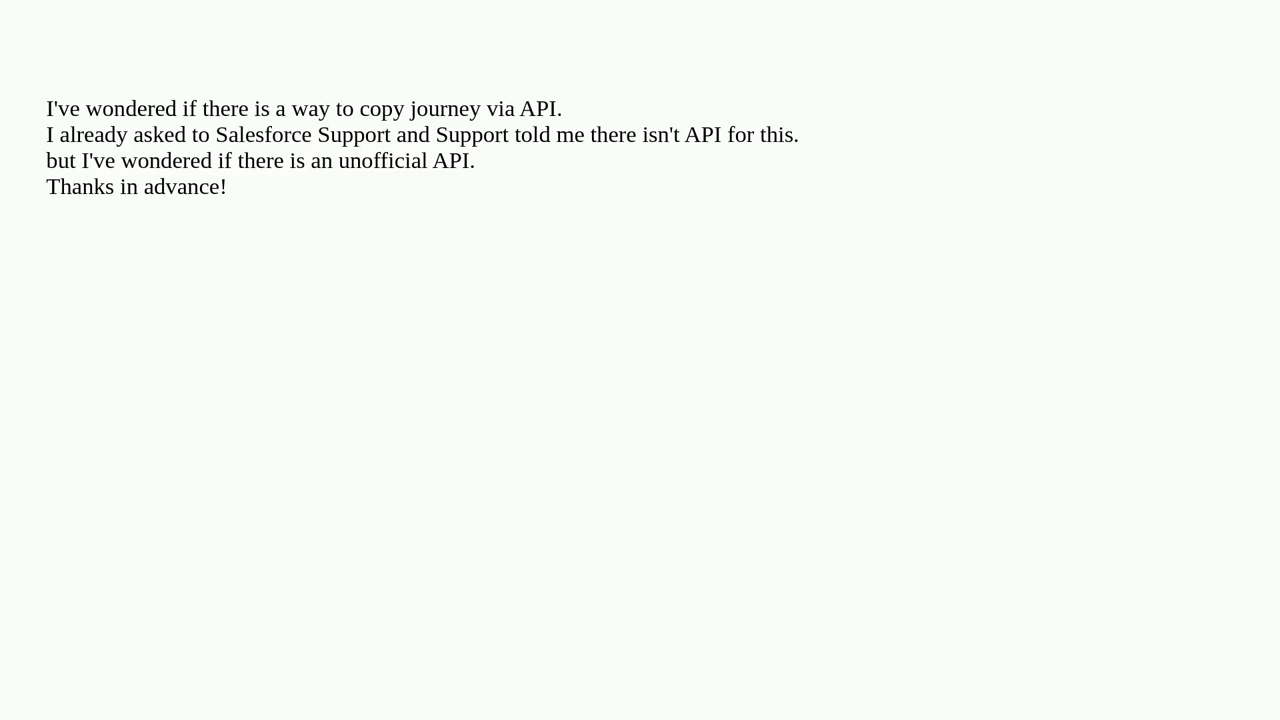 I've wondered if there is a way to copy journey via API.
I already asked to Salesforce Support and Support told me there isn't API for this.
but I've wondered if there is an unofficial API.
Thanks in advance!